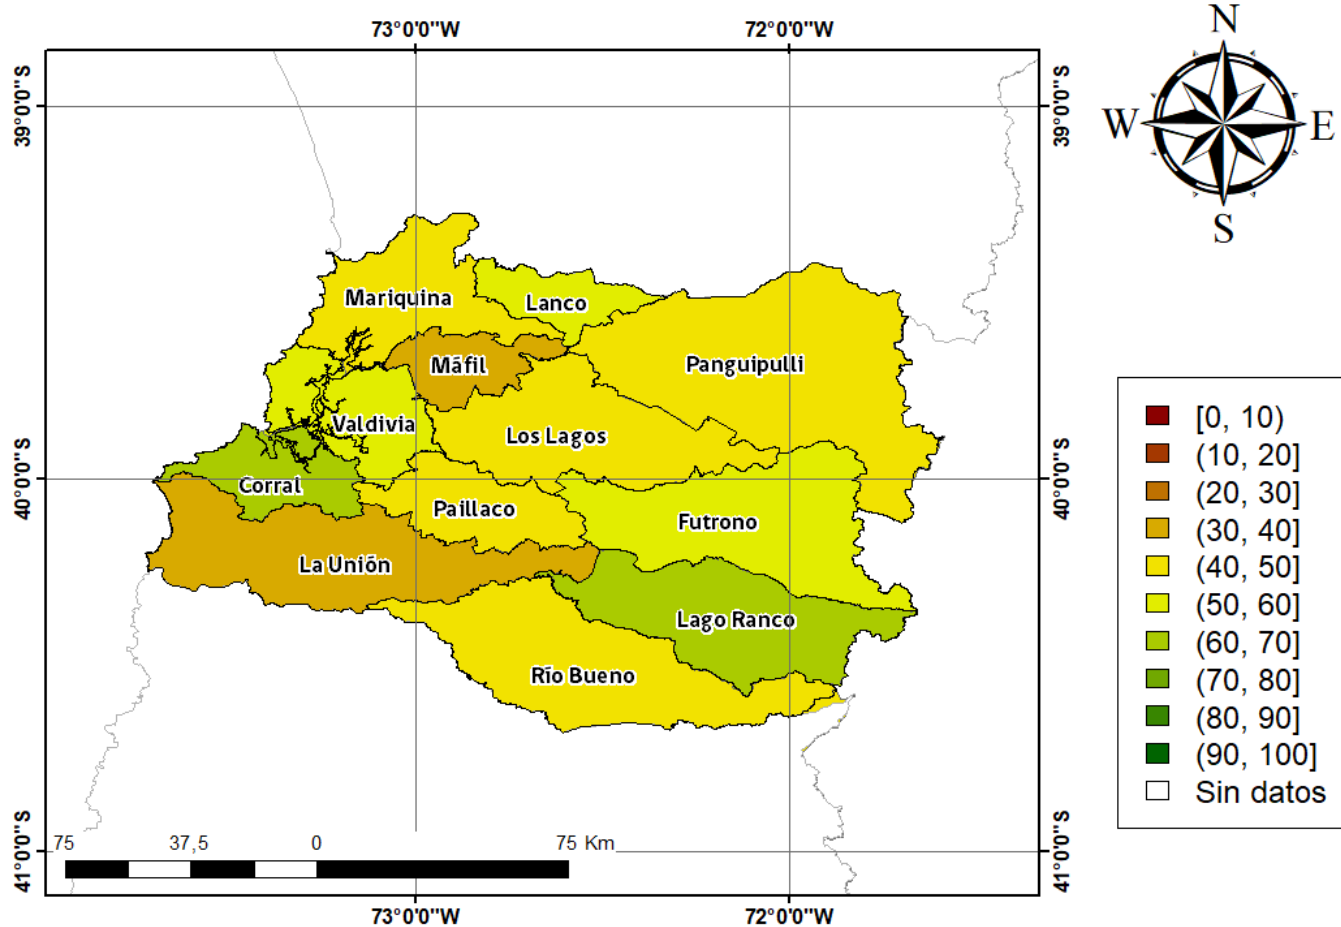 73°0'0"W 72°0'0"W
N
W E
S
39°0'0"S 39°0'0"S
40°0'0"S 40°0'0"S
41°0'0"S 41°0'0"S
Mariquina
Lanco
Máfil
Panguipulli
Valdivia
Los Lagos
Corral
Paillaco
Futrono
La Unión
Lago Ranco
Río Bueno
[0, 10)
(10, 20]
(20, 30]
(30, 40]
(40, 50]
(50, 60]
(60, 70]
(70, 80]
(80, 90]
(90, 100]
Sin datos
75 37,5 0 75 Km
73°0'0"W 72°0'0"W